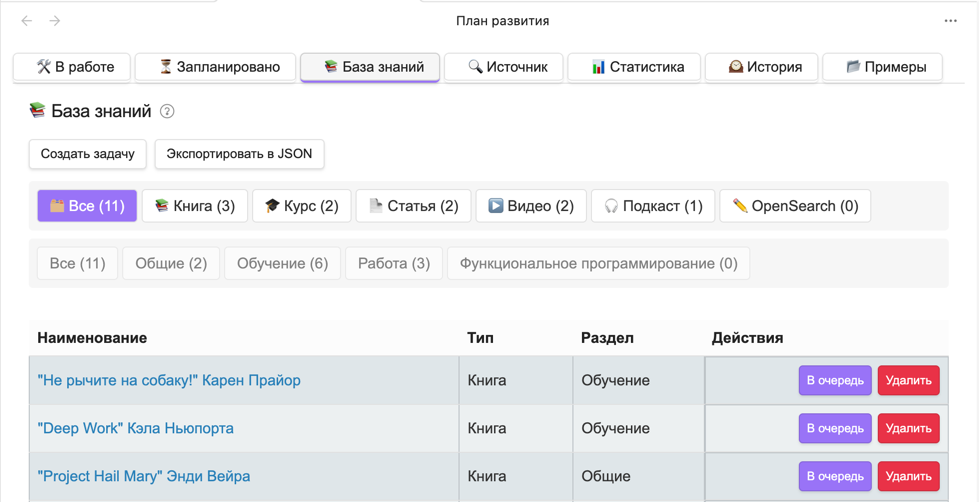 План развития
В работе Запланировано База знаний Источник Статистика История Примеры
База знаний ?
Создать задачу Экспортировать в JSON
Все (11) Книга (3) Курс (2) Статья (2) Видео (2) Подкаст (1) OpenSearch (0)
Все (11) Общие (2) Обучение (6) Работа (3) Функциональное программирование (0)
Наименование Тип Раздел Действия
"Не рычите на собаку!" Карен Прайор Книга Обучение В очередь Удалить
"Deep Work" Кэла Ньюпорта Книга Обучение В очередь Удалить
"Project Hail Mary" Энди Вейра Книга Общие В очередь Удалить